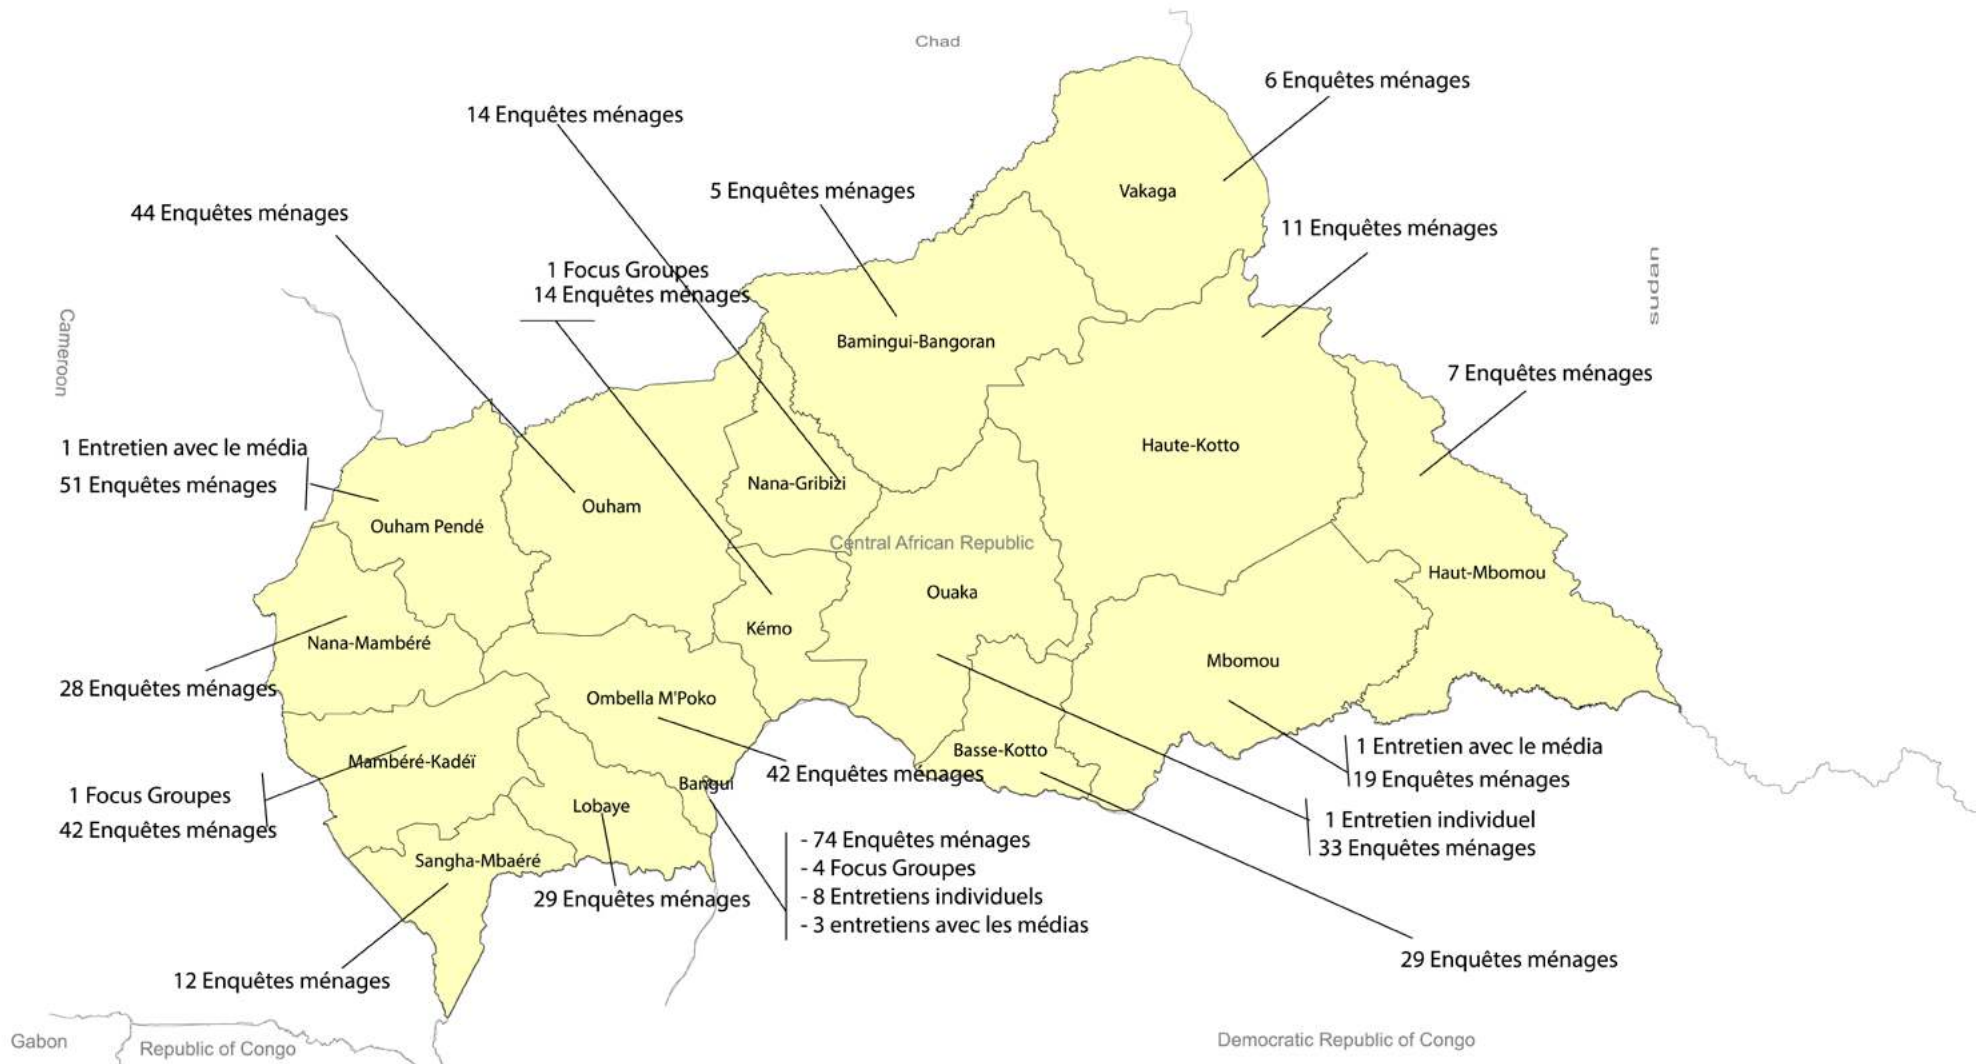 Chad
6 Enquêtes ménages
14 Enquêtes ménages
5 Enquêtes ménages
Vakaga
44 Enquêtes ménages
11 Enquêtes ménages
1 Focus Groupes
14 Enquêtes ménages
sudan
Cameroon
Bamingui-Bangoran
7 Enquêtes ménages
1 Entretien avec le média
51 Enquêtes ménages
Haute-Kotto
Nana-Gribizi
Ouham
Ouham Pendé
Central African Republic
Haut-Mbomou
Ouaka
Kémo
Nana-Mambéré
Mbomou
28 Enquêtes ménages
Ombella M'Poko
Basse-Kotto
1 Entretien avec le média
19 Enquêtes ménages
Mambéré-Kadéï
42 Enquêtes ménages
Bangui
1 Focus Groupes
42 Enquêtes ménages
Lobaye
1 Entretien individuel
33 Enquêtes ménages
- 74 Enquêtes ménages
- 4 Focus Groupes
- 8 Entretiens individuels
- 3 entretiens avec les médias
Sangha-Mbaéré
29 Enquêtes ménages
29 Enquêtes ménages
12 Enquêtes ménages
Gabon
Republic of Congo
Democratic Republic of Congo